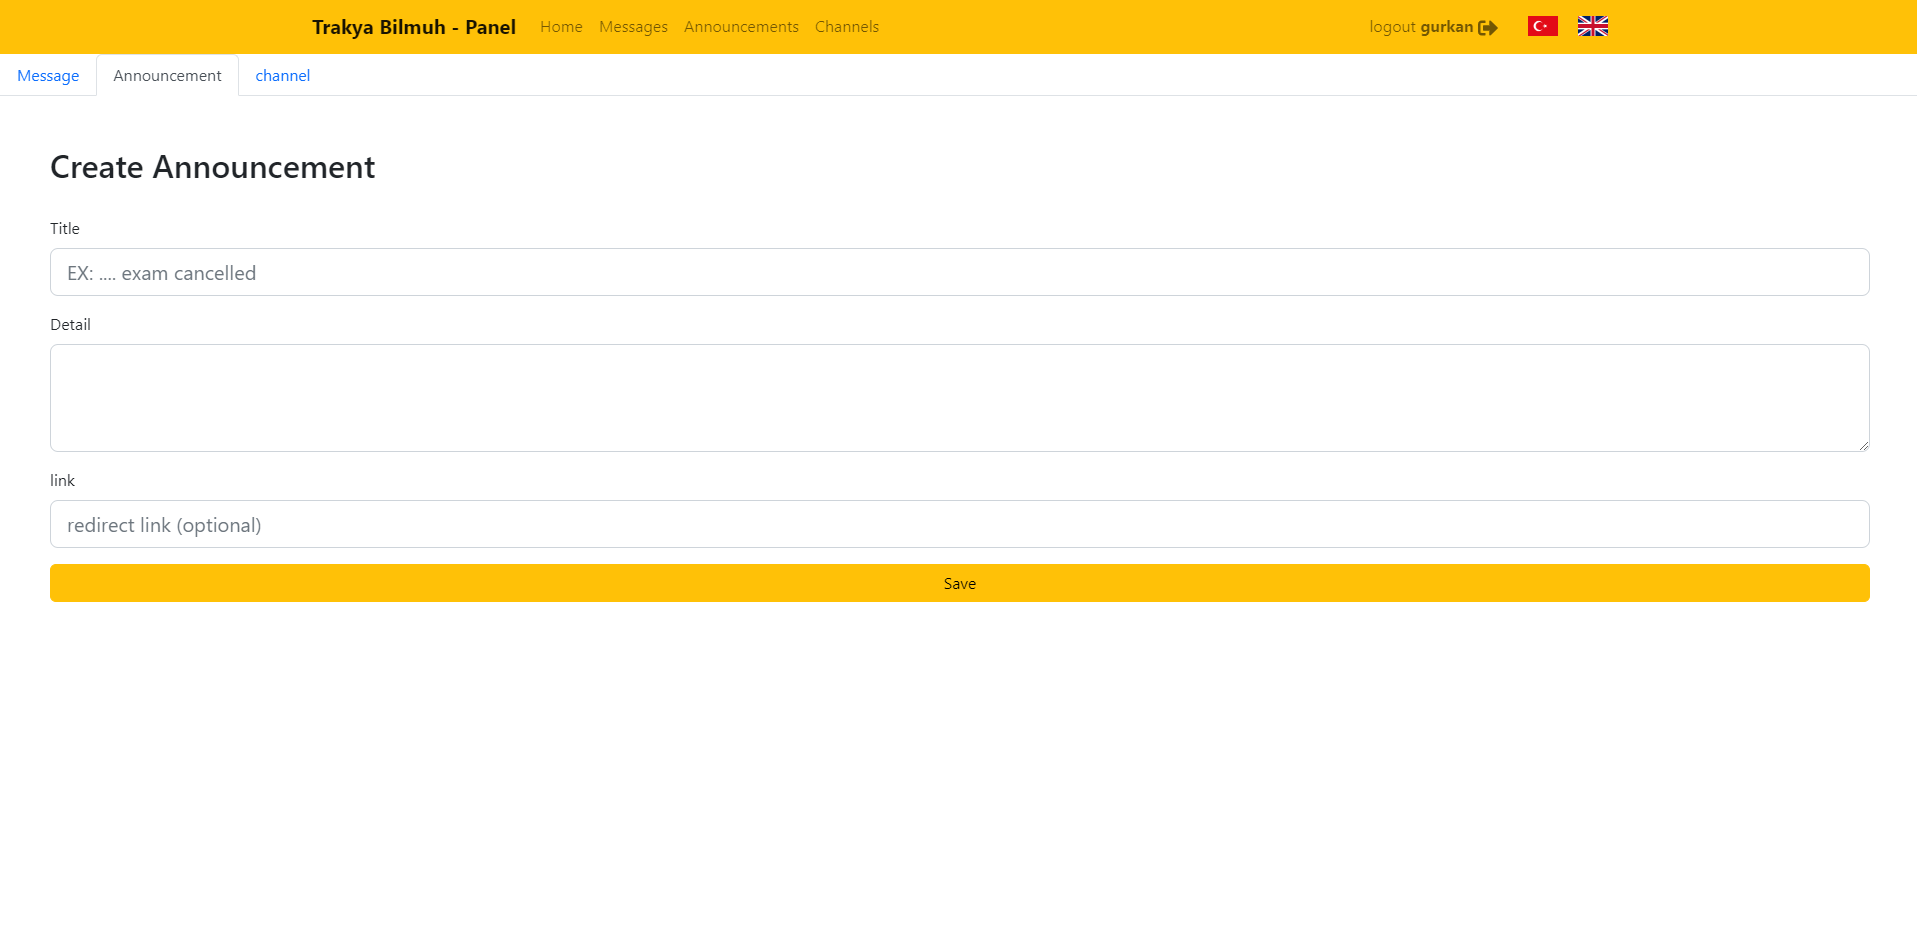 Trakya Bilmuh - Panel Home Messages Announcements Channels logout gurkan
Message Announcement channel
Create Announcement
Title
EX: .... exam cancelled
Detail
link
redirect link (optional)
Save